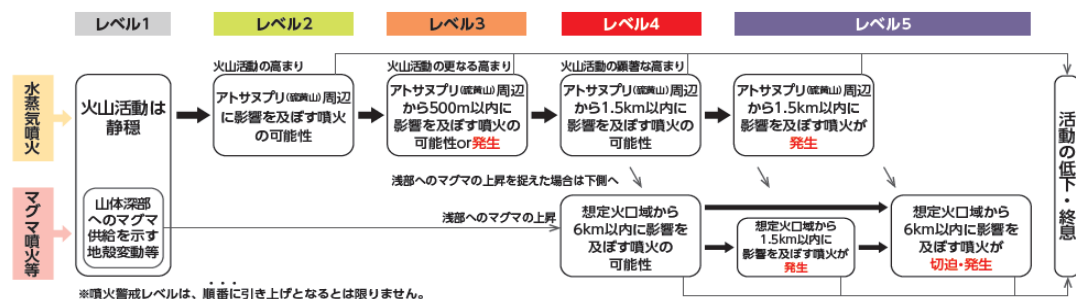 レベル1
レベル2
レベル3
レベル4
レベル5
水蒸気噴火
マグマ噴火等
火山活動は
静穏
山体深部
へのマグマ
供給を示す
地殻変動等
火山活動の高まり
アトサヌプリ(硫黄山)周辺
に影響を及ぼす噴火
の可能性
火山活動の更なる高まり
アトサヌプリ(硫黄山)周辺
から500m以内に
影響を及ぼす噴火の
可能性or発生
火山活動の顕著な高まり
アトサヌプリ(硫黄山)周辺
から1.5km以内に
影響を及ぼす噴火の
可能性
アトサヌプリ(硫黄山)周辺
から1.5km以内に
影響を及ぼす噴火が
発生
浅部へのマグマの上昇を捉えた場合は下側へ
浅部へのマグマの上昇
想定火口域から
6km以内に影響を
及ぼす噴火の
可能性
想定火口域から
1.5km以内に
影響を及ぼす噴火が
発生
想定火口域から
6km以内に影響を
及ぼす噴火が
切迫・発生
活動の低下・終息
※噴火警戒レベルは、順番に引き上げとなるとは限りません。